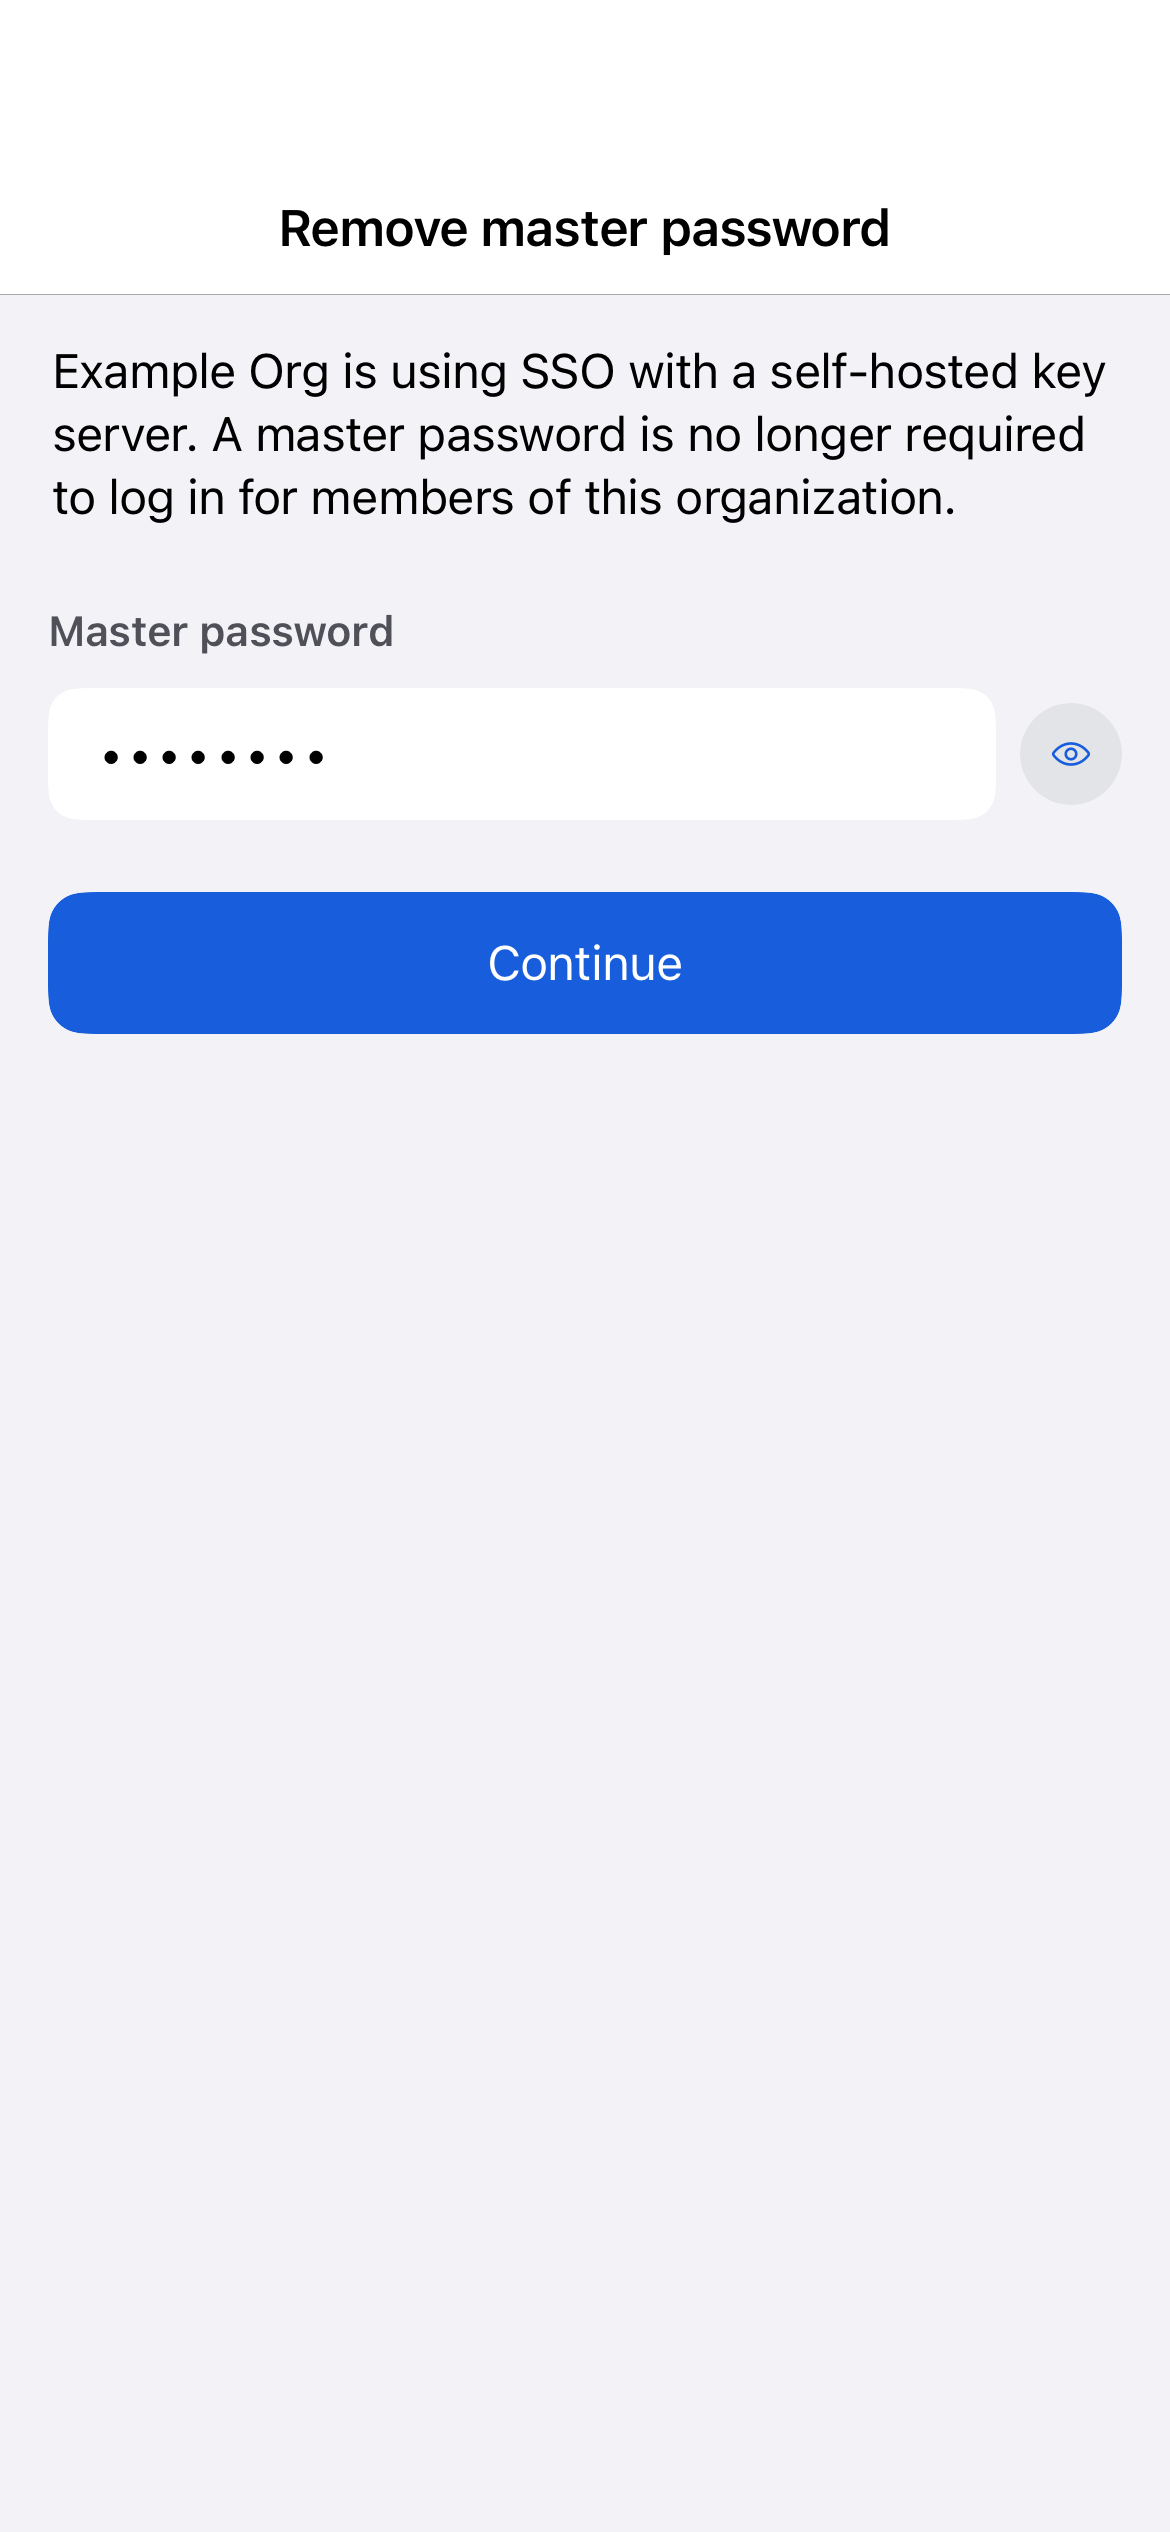 Remove master password
Example Org is using SSO with a self-hosted key
server. A master password is no longer required
to log in for members of this organization.
Master password
••••••••
Continue